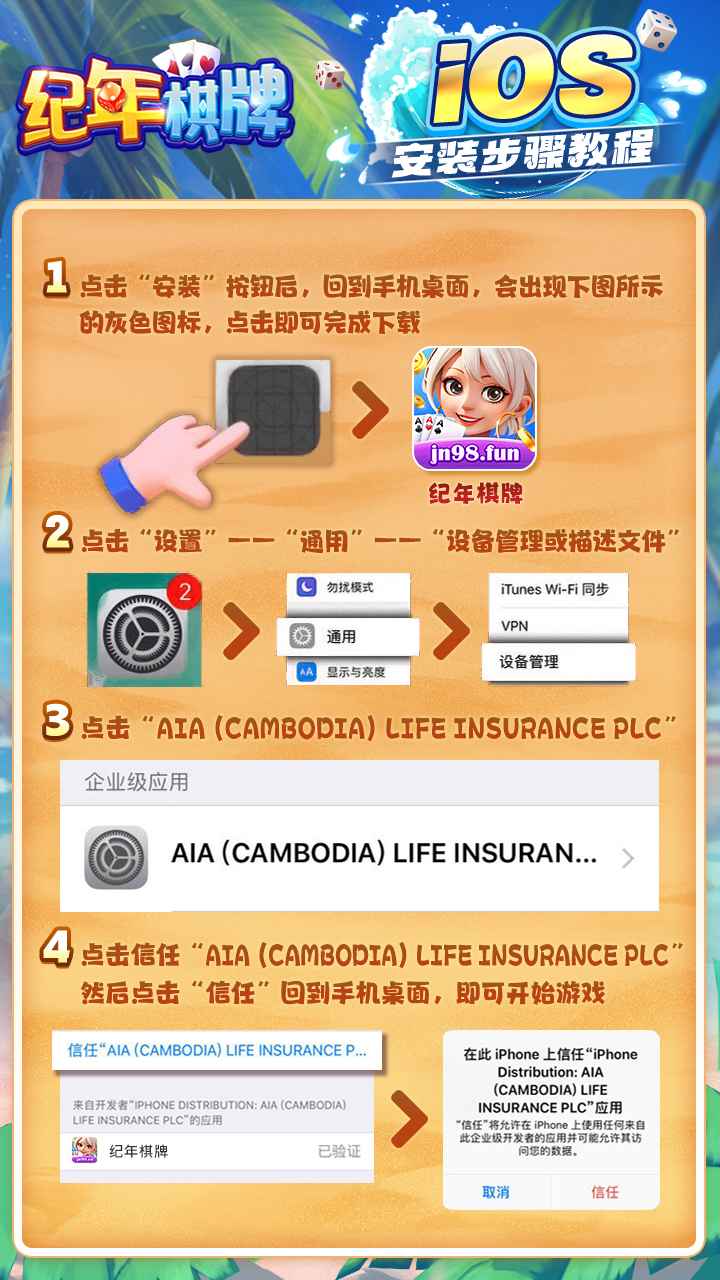 纪年棋牌
iOS
安装步骤教程
1 点击“安装”按钮后，回到手机桌面，会出现下图所示
的灰色图标，点击即可完成下载
jn98.fun
纪年棋牌
2 点击“设置”——“通用”——“设备管理或描述文件”
2
勿扰模式
通用
AA 显示与亮度
iTunes Wi-Fi 同步
VPN
设备管理
3 点击“AIA (CAMBODIA) LIFE INSURANCE PLC”
企业级应用
AIA (CAMBODIA) LIFE INSURAN...
4 点击信任“AIA (CAMBODIA) LIFE INSURANCE PLC”
然后点击“信任”回到手机桌面，即可开始游戏
信任“AIA (CAMBODIA) LIFE INSURANCE P...
来自开发者“IPHONE DISTRIBUTION: AIA (CAMBODIA)
LIFE INSURANCE PLC”的应用
纪年棋牌 已验证
在此 iPhone 上信任“iPhone
Distribution: AIA
(CAMBODIA) LIFE
INSURANCE PLC”应用
“信任”将允许在 iPhone 上使用任何来自
此企业级开发者的应用并可能允许其访
问您的数据。
取消 信任